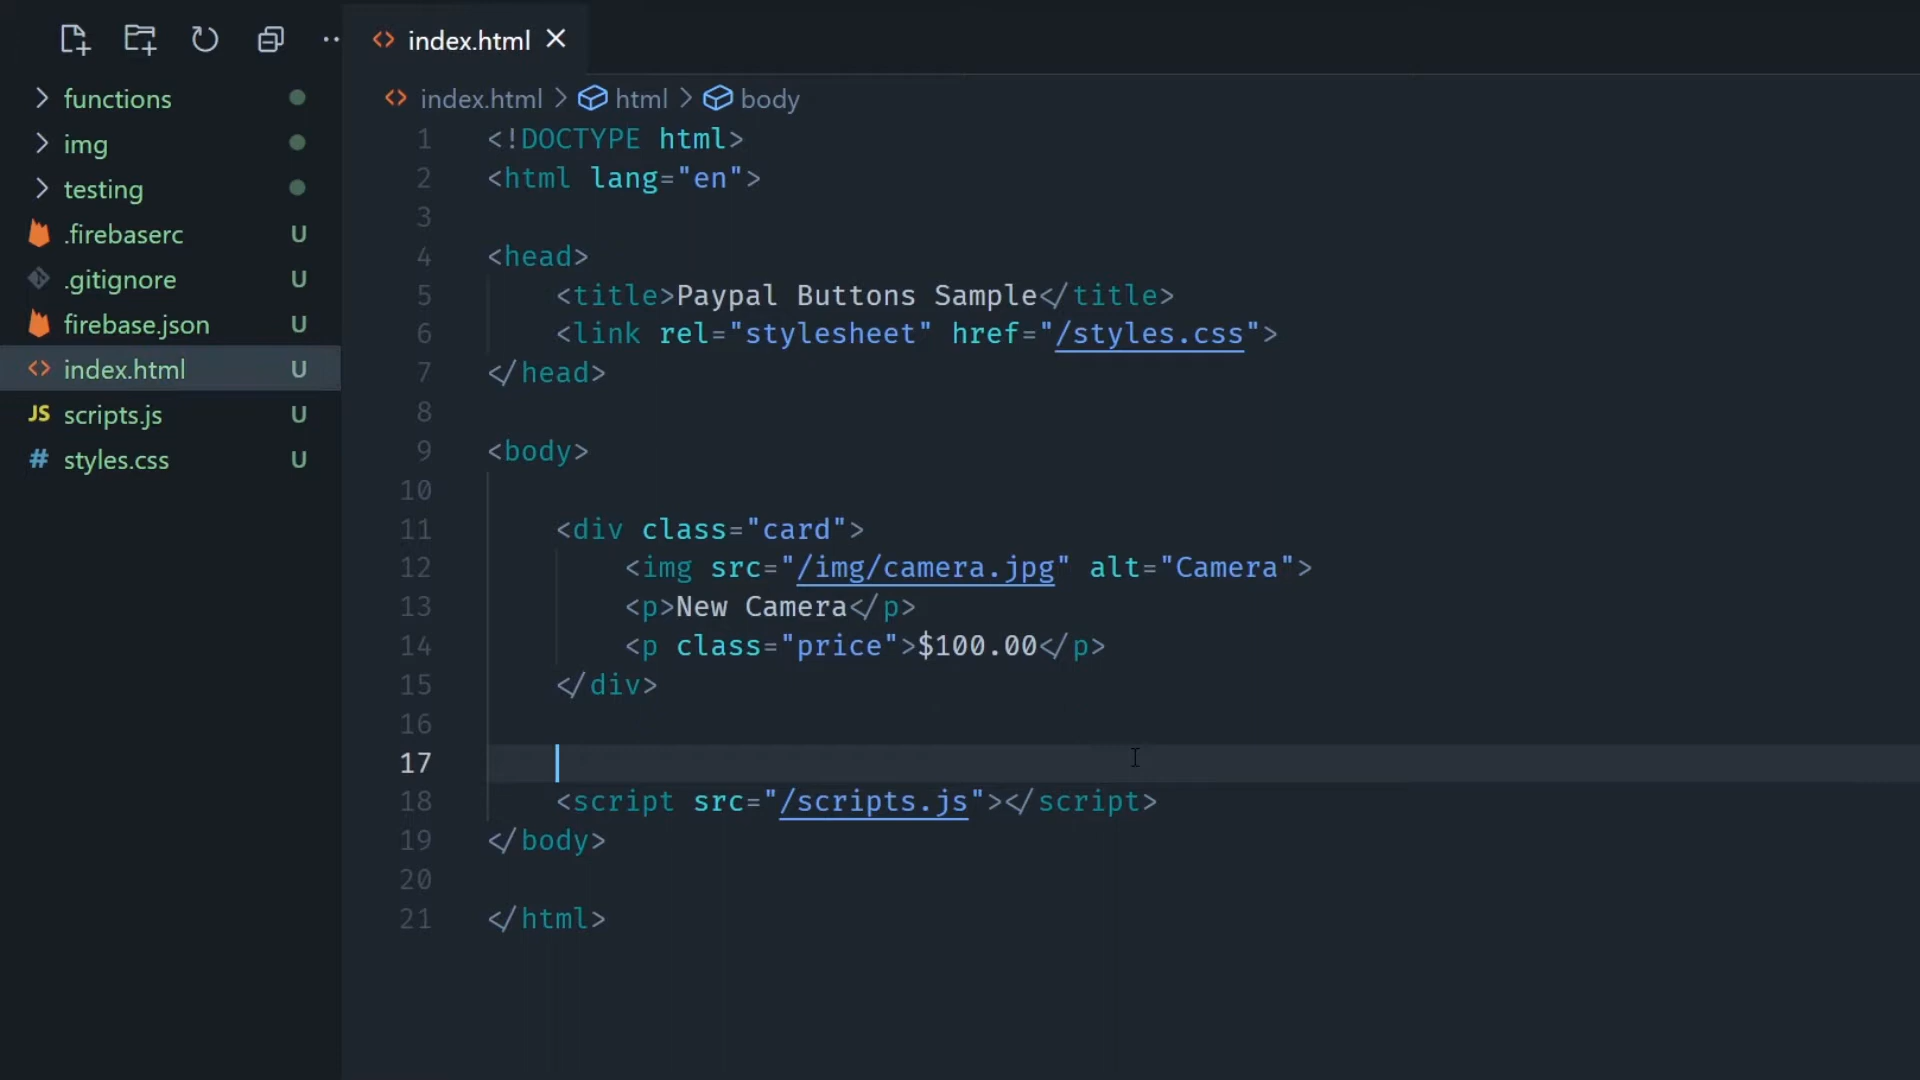 index.html
functions
img
testing
.firebaserc U
.gitignore U
firebase.json U
<> index.html U
JS scripts.js U
# styles.css U
<> index.html > html > body
1 <!DOCTYPE html>
2 <html lang="en">
3
4 <head>
5 <title>Paypal Buttons Sample</title>
6 <link rel="stylesheet" href="/styles.css">
7 </head>
8
9 <body>
10
11 <div class="card">
12 <img src="/img/camera.jpg" alt="Camera">
13 <p>New Camera</p>
14 <p class="price">$100.00</p>
15 </div>
16
17
18 <script src="/scripts.js"></script>
19 </body>
20
21 </html>